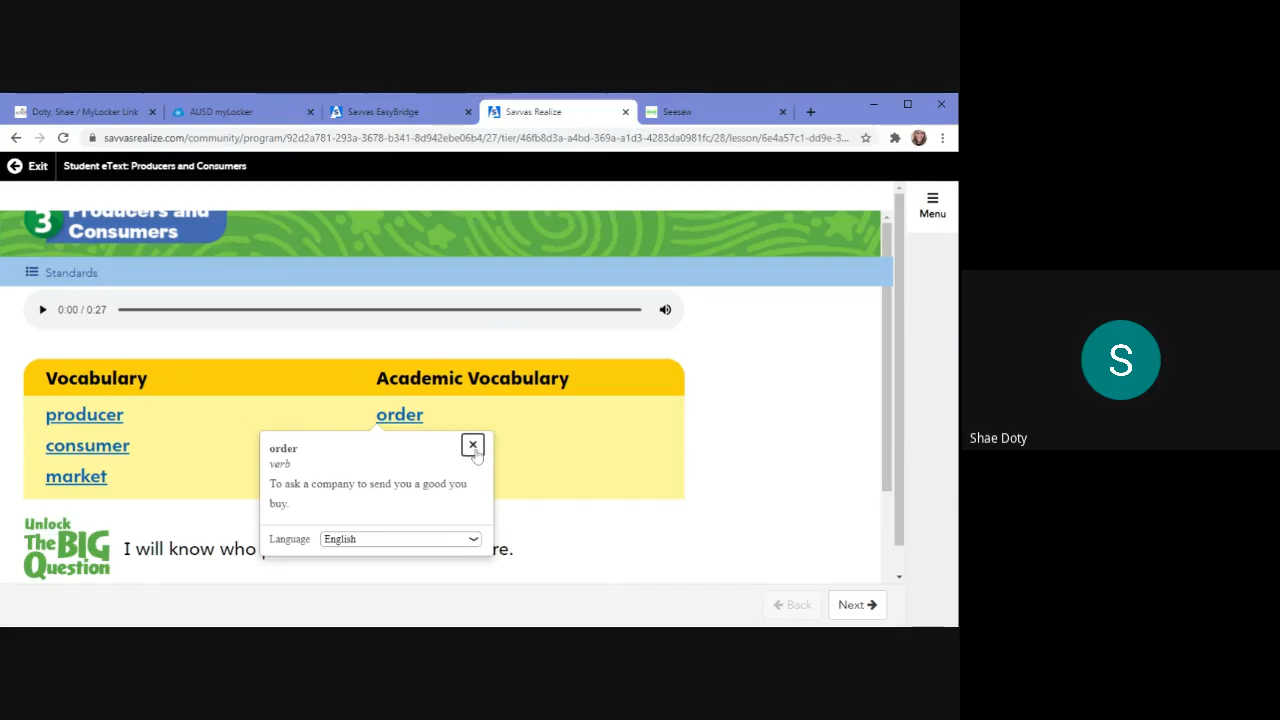 Doty, Shae / MyLocker Link
AUSD myLocker
Savvas EasyBridge
Savvas Realize
Seesaw
savvasrealize.com/community/program/92d2a781-293a-3678-b341-8d942ebe06b4/27/tier/46fb8d3a-a4bd-369a-a1d3-4283da0981fc/28/lesson/6e4a57c1-dd9e-3...
Exit
Student eText: Producers and Consumers
Menu
3
Producers and
Consumers
Standards
0:00 / 0:27
Vocabulary
Academic Vocabulary
producer
order
consumer
market
order
verb
To ask a company to send you a good you
buy.
Language
English
Unlock
The BIG
Question
I will know who
re.
Back
Next
S
Shae Doty